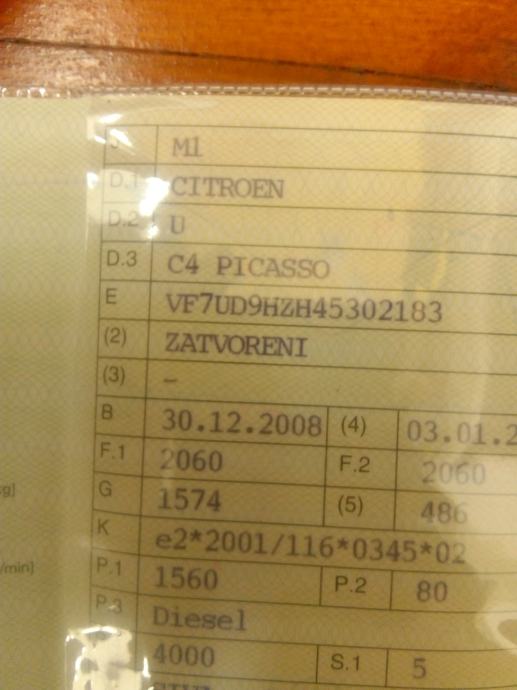 J M1
D.1 CITROEN
D.2 U
D.3 C4 PICASSO
E VF7UD9HZH45302183
(2) ZATVORENI
(3) –
B 30.12.2008 (4) 03.01.2
F.1 2060 F.2 2060
G 1574 (5) 486
K e2*2001/116*0345*02
P.1 1560 P.2 80
P.3 Diesel
4000 S.1 5
g]
/min]